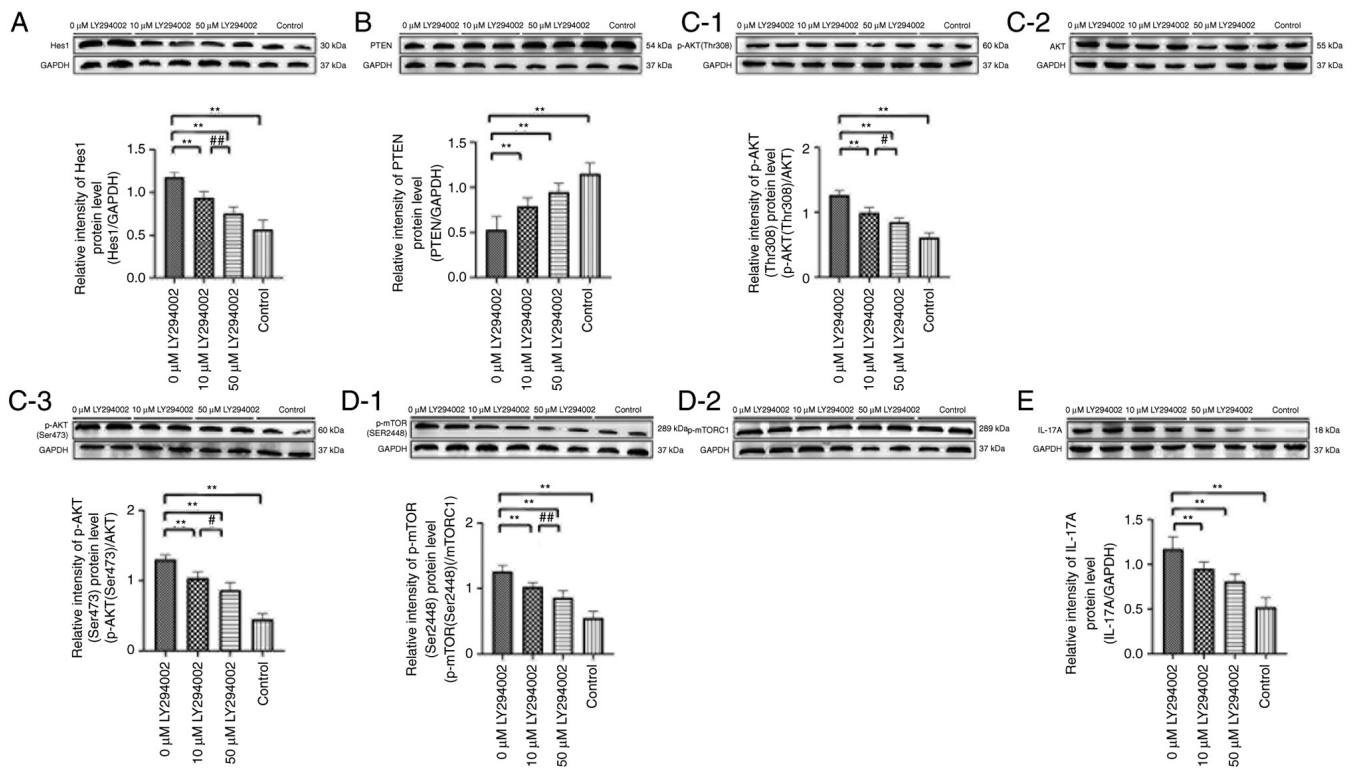 A
0 µM LY294002 10 µM LY294002 50 µM LY294002 Control
Hes1 30 kDa
GAPDH 37 kDa
** 
**
** ##
Relative intensity of Hes1
protein level
(Hes1/GAPDH)
1.5
1.0
0.5
0.0
0 µM LY294002
10 µM LY294002
50 µM LY294002
Control
B
0 µM LY294002 10 µM LY294002 50 µM LY294002 Control
PTEN 54 kDa
GAPDH 37 kDa
**
**
**
Relative intensity of PTEN
protein
(PTEN/GAPDH)
1.5
1.0
0.5
0.0
0 µM LY294002
10 µM LY294002
50 µM LY294002
Control
C-1
0 µM LY294002 10 µM LY294002 50 µM LY294002 Control
p-AKT(Thr308) 60 kDa
GAPDH 37 kDa
**
**
** #
Relative intensity of p-AKT
(Thr308) protein level
(p-AKT(Thr308)/AKT)
2
1
0
0 µM LY294002
10 µM LY294002
50 µM LY294002
Control
C-2
0 µM LY294002 10 µM LY294002 50 µM LY294002 Control
AKT 55 kDa
GAPDH 37 kDa
C-3
0 µM LY294002 10 µM LY294002 50 µM LY294002 Control
p-AKT
(Ser473) 60 kDa
GAPDH 37 kDa
**
**
** #
Relative intensity of p-AKT
(Ser473) protein level
(p-AKT(Ser473)/AKT)
2
1
0
0 µM LY294002
10 µM LY294002
50 µM LY294002
Control
D-1
0 µM LY294002 10 µM LY294002 50 µM LY294002 Control
p-mTOR
(SER2448) 289 kDa
GAPDH 37 kDa
**
**
** ##
Relative intensity of p-mTOR
(Ser2448) protein level
(p-mTOR(Ser2448)(/mTORC1)
2
1
0
0 µM LY294002
10 µM LY294002
50 µM LY294002
Control
D-2
0 µM LY294002 10 µM LY294002 50 µM LY294002 Control
p-mTORC1 289 kDa
GAPDH 37 kDa
E
0 µM LY294002 10 µM LY294002 50 µM LY294002 Control
IL-17A 18 kDa
GAPDH 37 kDa
**
**
**
Relative intensity of IL-17A
protein level
(IL-17A/GAPDH)
1.5
1.0
0.5
0.0
0 µM LY294002
10 µM LY294002
50 µM LY294002
Control